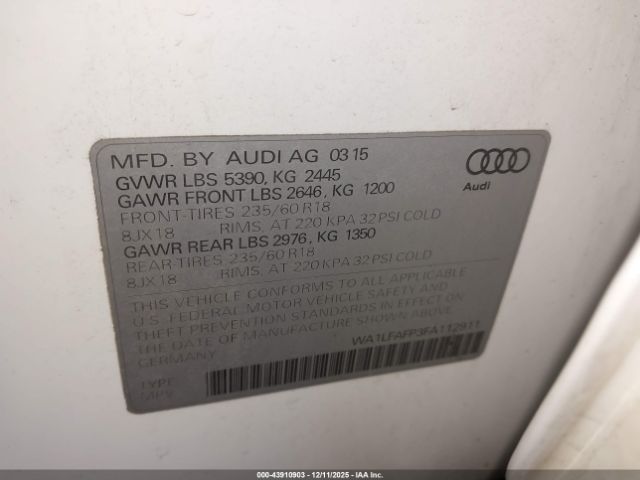 MFD. BY AUDI AG 03 15
GVWR LBS 5390, KG 2445
GAWR FRONT LBS 2646, KG 1200
FRONT-TIRES 235/60 R18
8JX18 RIMS, AT 220 KPA 32 PSI COLD
GAWR REAR LBS 2976, KG 1350
REAR-TIRES 235/60 R18
8JX18 RIMS, AT 220 KPA 32 PSI COLD
THIS VEHICLE CONFORMS TO ALL APPLICABLE
U.S. FEDERAL MOTOR VEHICLE SAFETY AND
THEFT PREVENTION STANDARDS IN EFFECT ON
THE DATE OF MANUFACTURE SHOWN ABOVE
GERMANY
WA1LFAFP3FA112911
TYPE
MPV
Audi
000-43910903 - 12/11/2025 - IAA Inc.